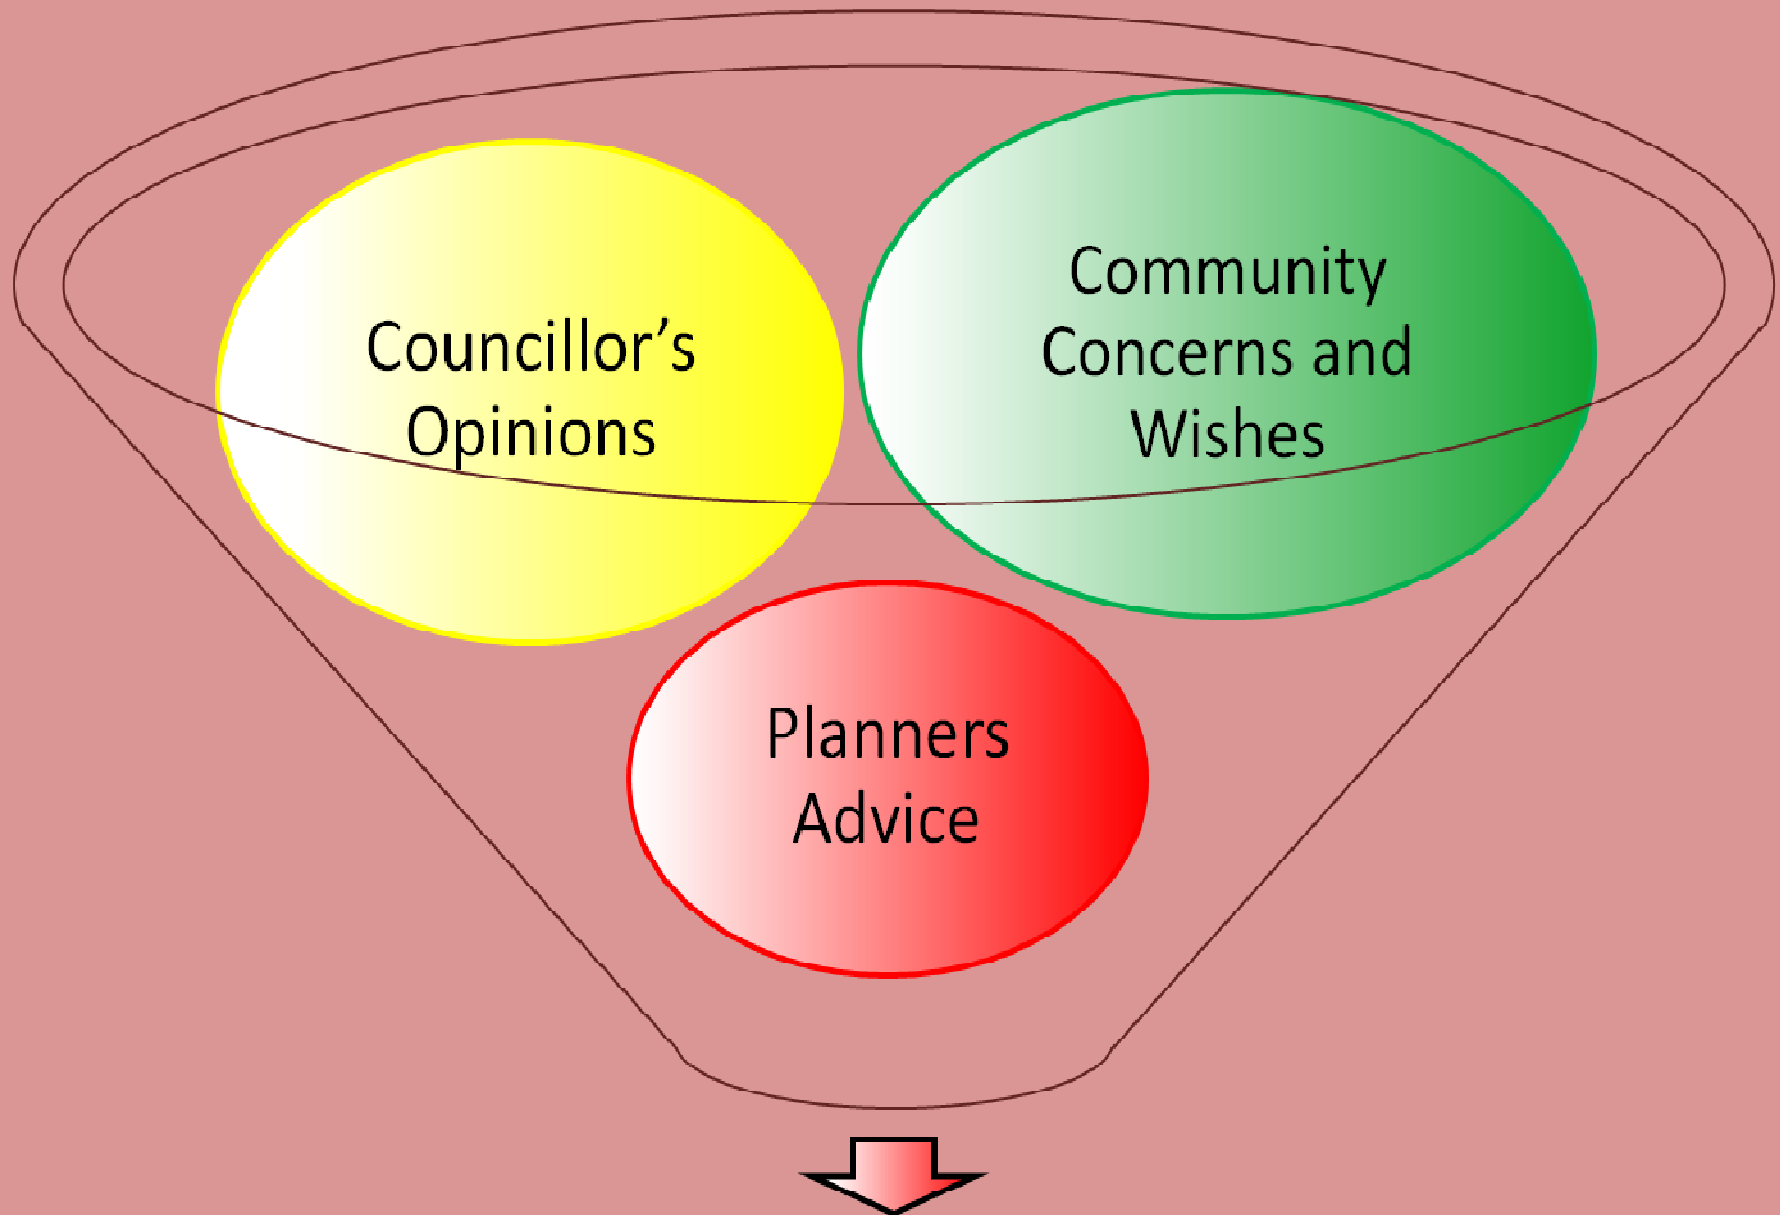 Councillor’s
Opinions
Community
Concerns and
Wishes
Planners
Advice